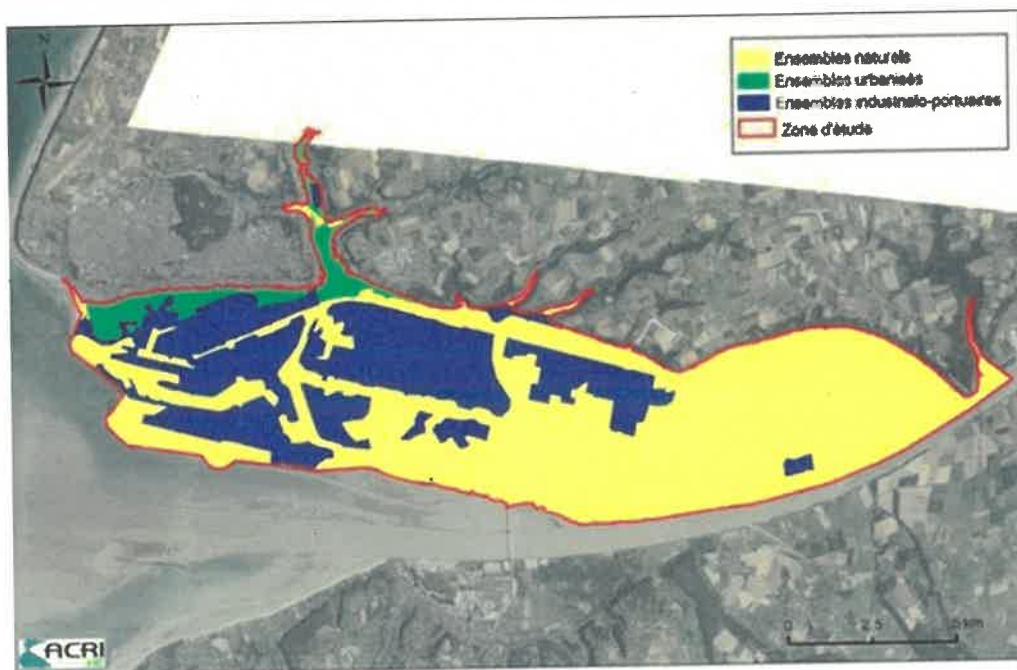 N
Ensembles naturels
Ensembles urbanisés
Ensembles industrialo-portuaires
Zone d'étude
0 2.5 5 km
ACRI